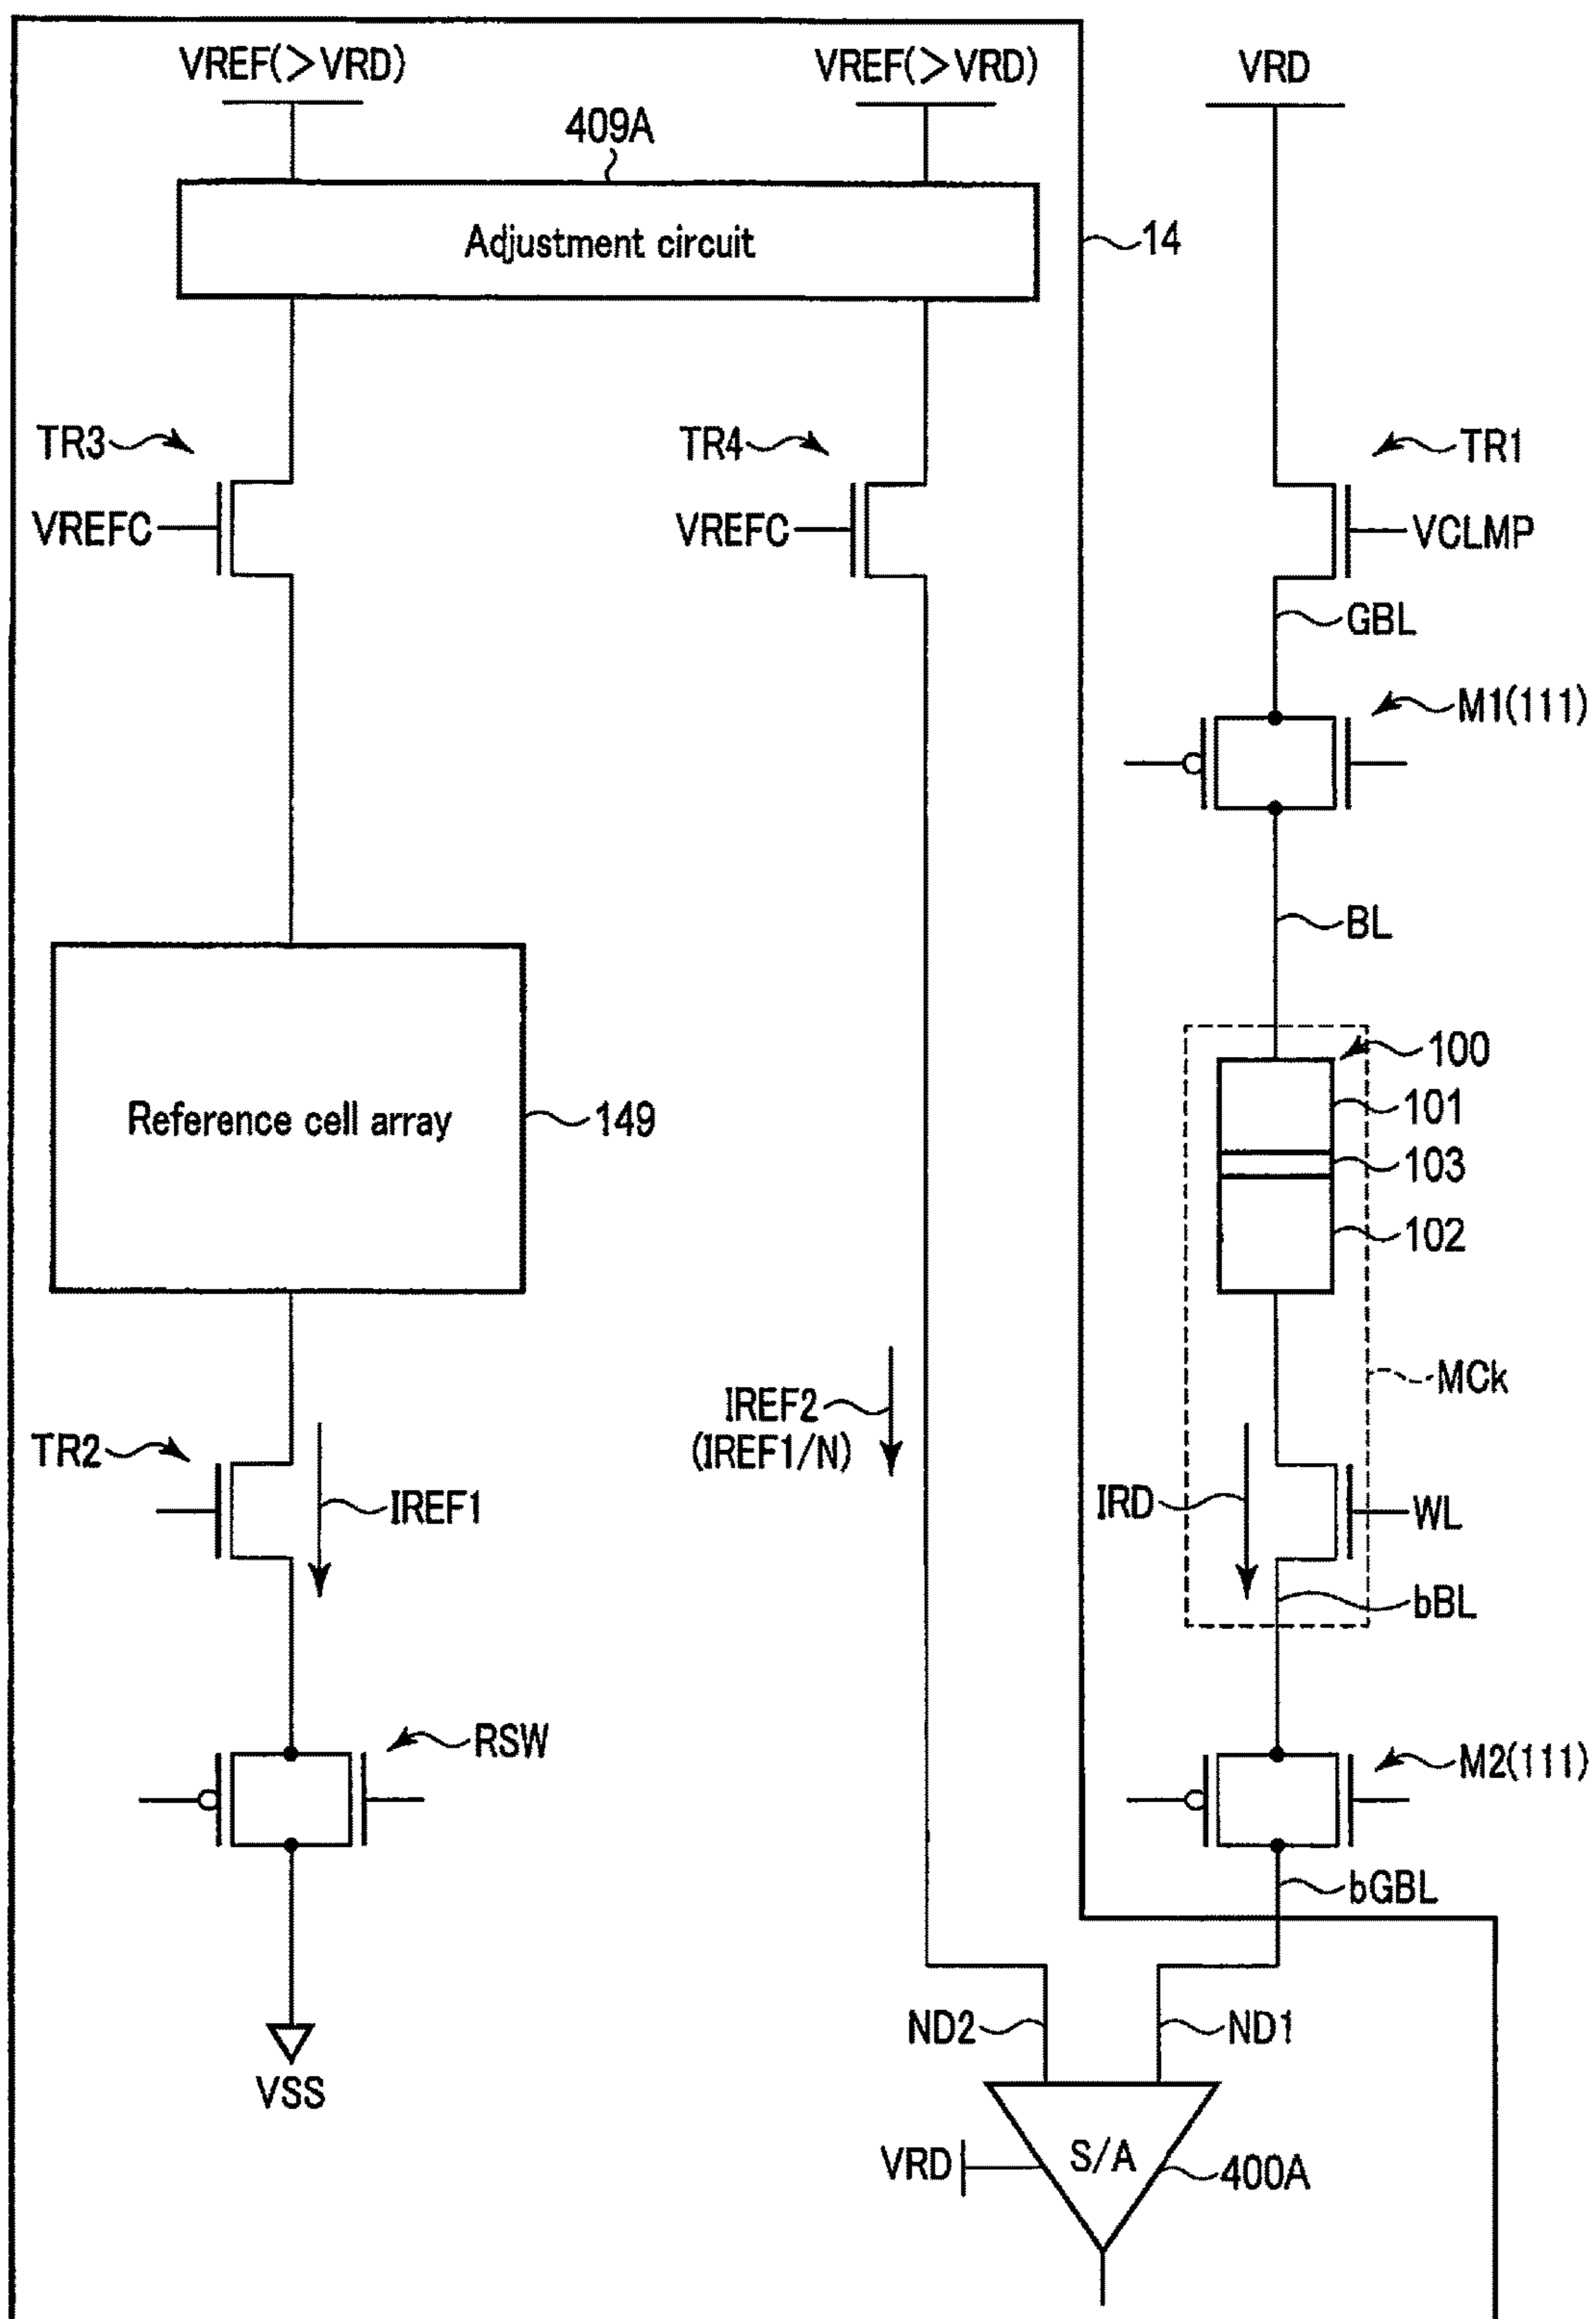 VREF(>VRD)
VREF(>VRD)
VRD
409A
Adjustment circuit
14
TR3
TR4
TR1
VREFC
VREFC
VCLMP
GBL
M1(111)
BL
100
101
103
102
Reference cell array
149
MCk
IREF2
(IREF1/N)
TR2
IREF1
IRD
WL
bBL
RSW
M2(111)
bGBL
ND2
ND1
VSS
VRD
S/A
400A